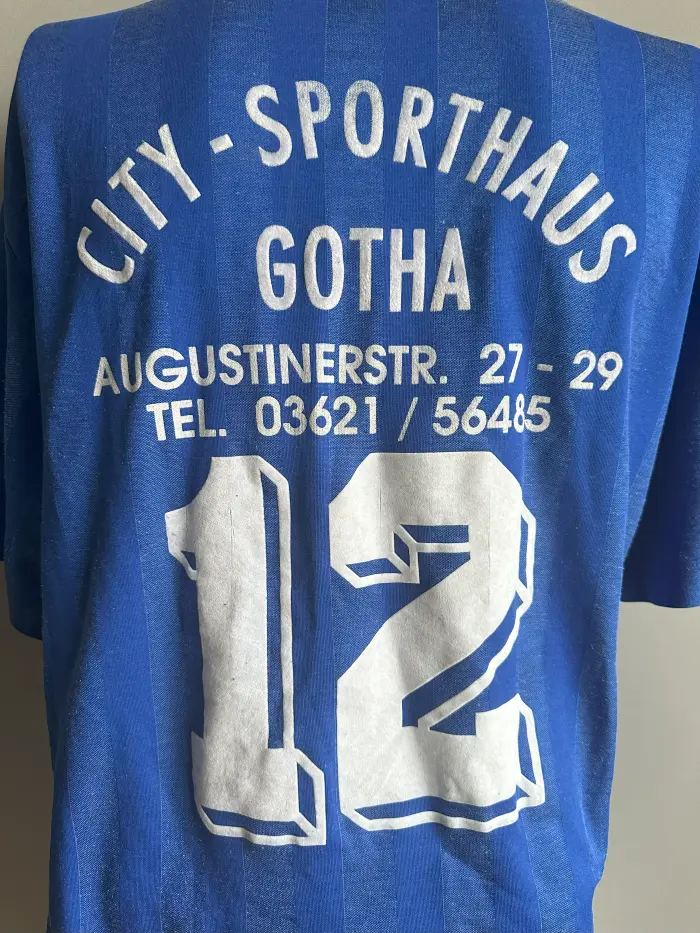 CITY - SPORTHAUS
GOTHA
AUGUSTINERSTR. 27 - 29
TEL. 03621 / 56485
12